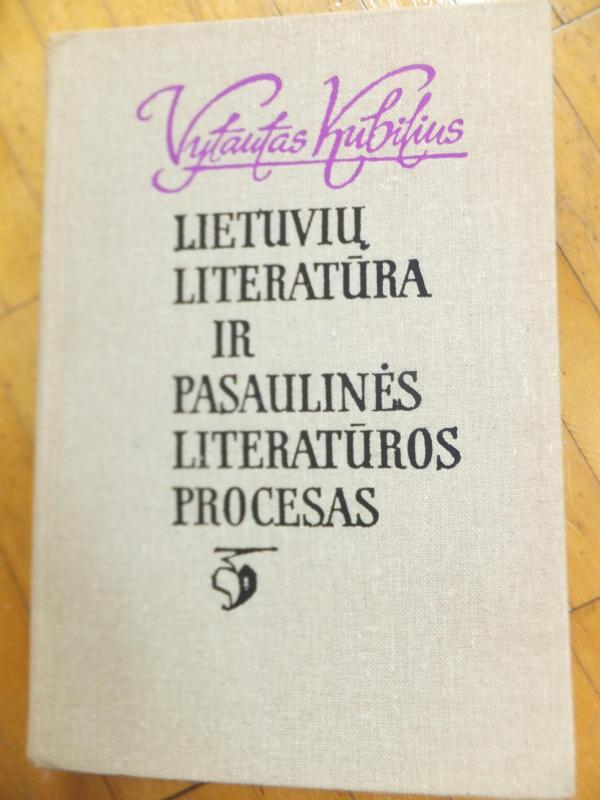 Vytautas Kubilius
LIETUVIŲ
LITERATŪRA
IR
PASAULINĖS
LITERATŪROS
PROCESAS